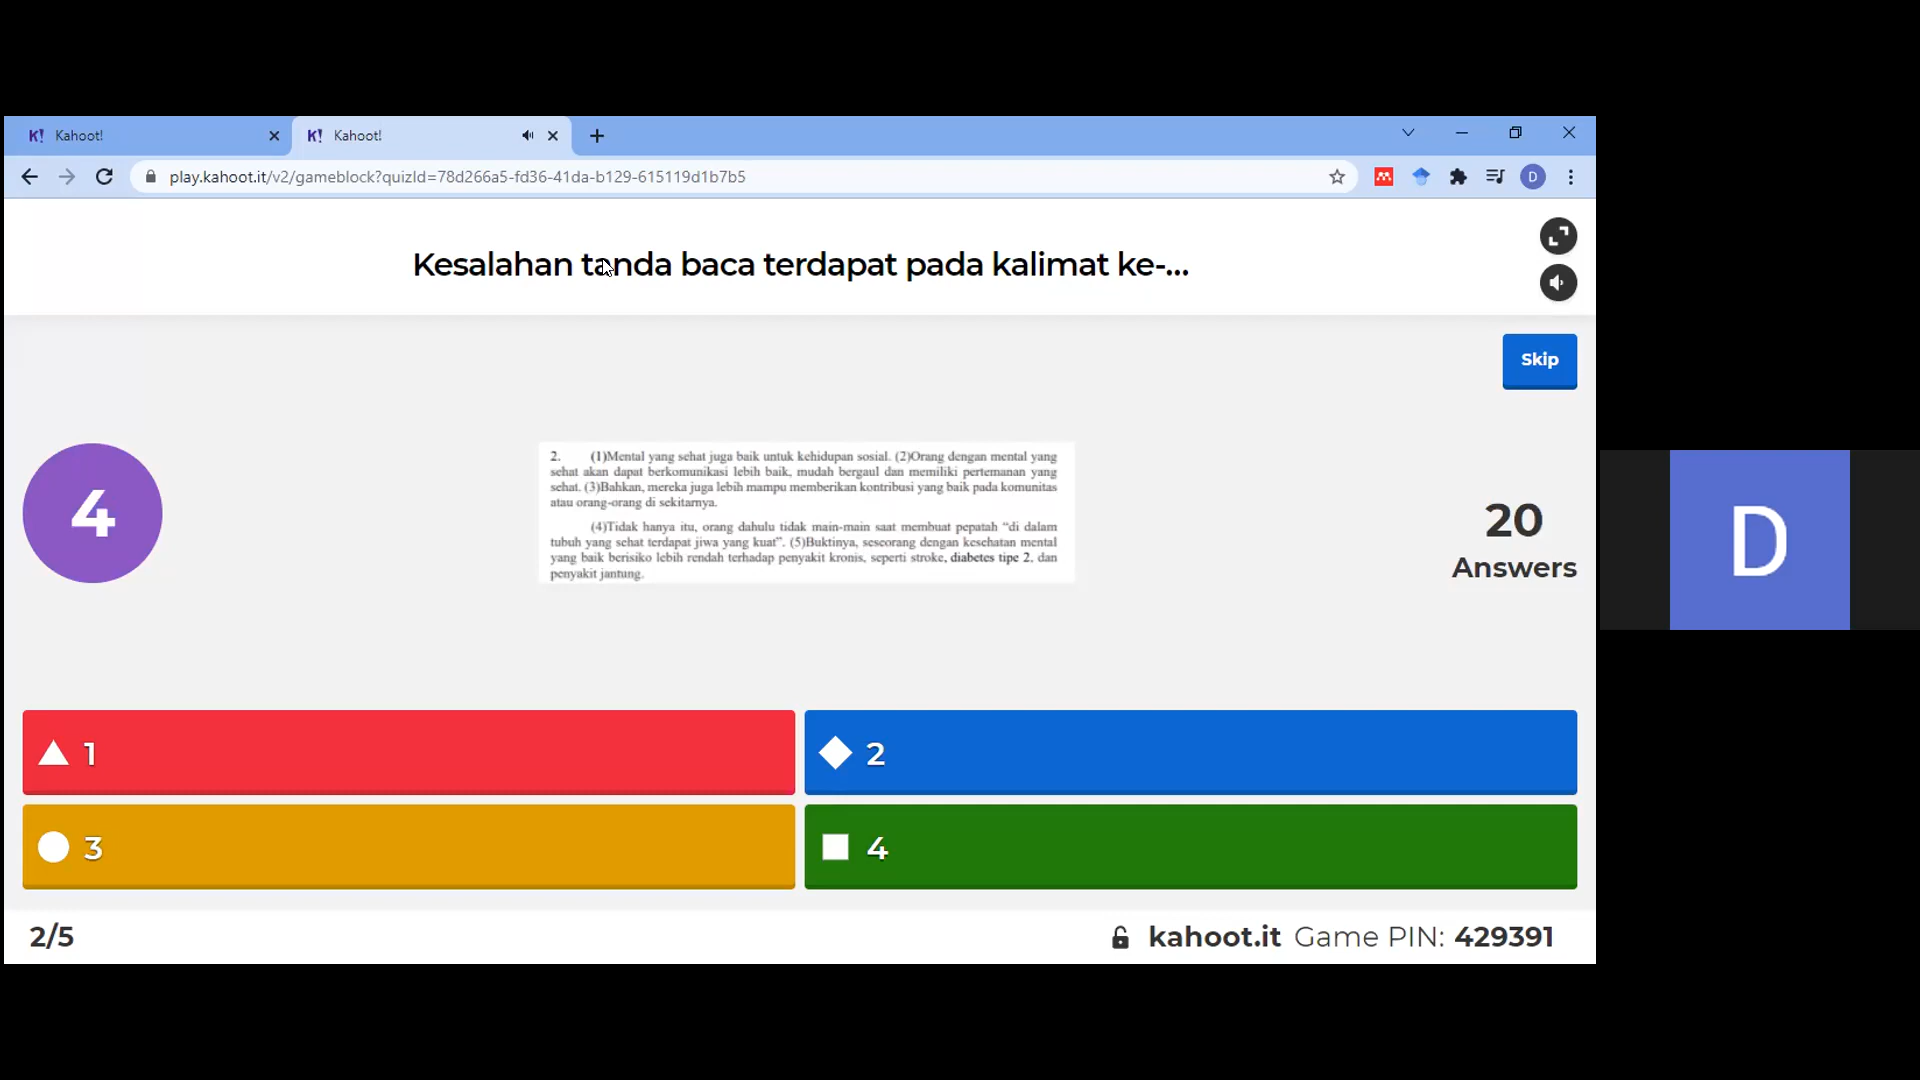 K! Kahoot!
K! Kahoot!
play.kahoot.it/v2/gameblock?quizId=78d266a5-fd36-41da-b129-615119d1b7b5
D
Kesalahan tanda baca terdapat pada kalimat ke-...
Skip
4
2. (1)Mental yang sehat juga baik untuk kehidupan sosial. (2)Orang dengan mental yang
sehat akan dapat berkomunikasi lebih baik, mudah bergaul dan memiliki pertemanan yang
sehat. (3)Bahkan, mereka juga lebih mampu memberikan kontribusi yang baik pada komunitas
atau orang-orang di sekitarnya.
(4)Tidak hanya itu, orang dahulu tidak main-main saat membuat pepatah “di dalam
tubuh yang sehat terdapat jiwa yang kuat”. (5)Buktinya, seseorang dengan kesehatan mental
yang baik berisiko lebih rendah terhadap penyakit kronis, seperti stroke, diabetes tipe 2, dan
penyakit jantung.
20
Answers
D
1
2
3
4
2/5
kahoot.it Game PIN: 429391